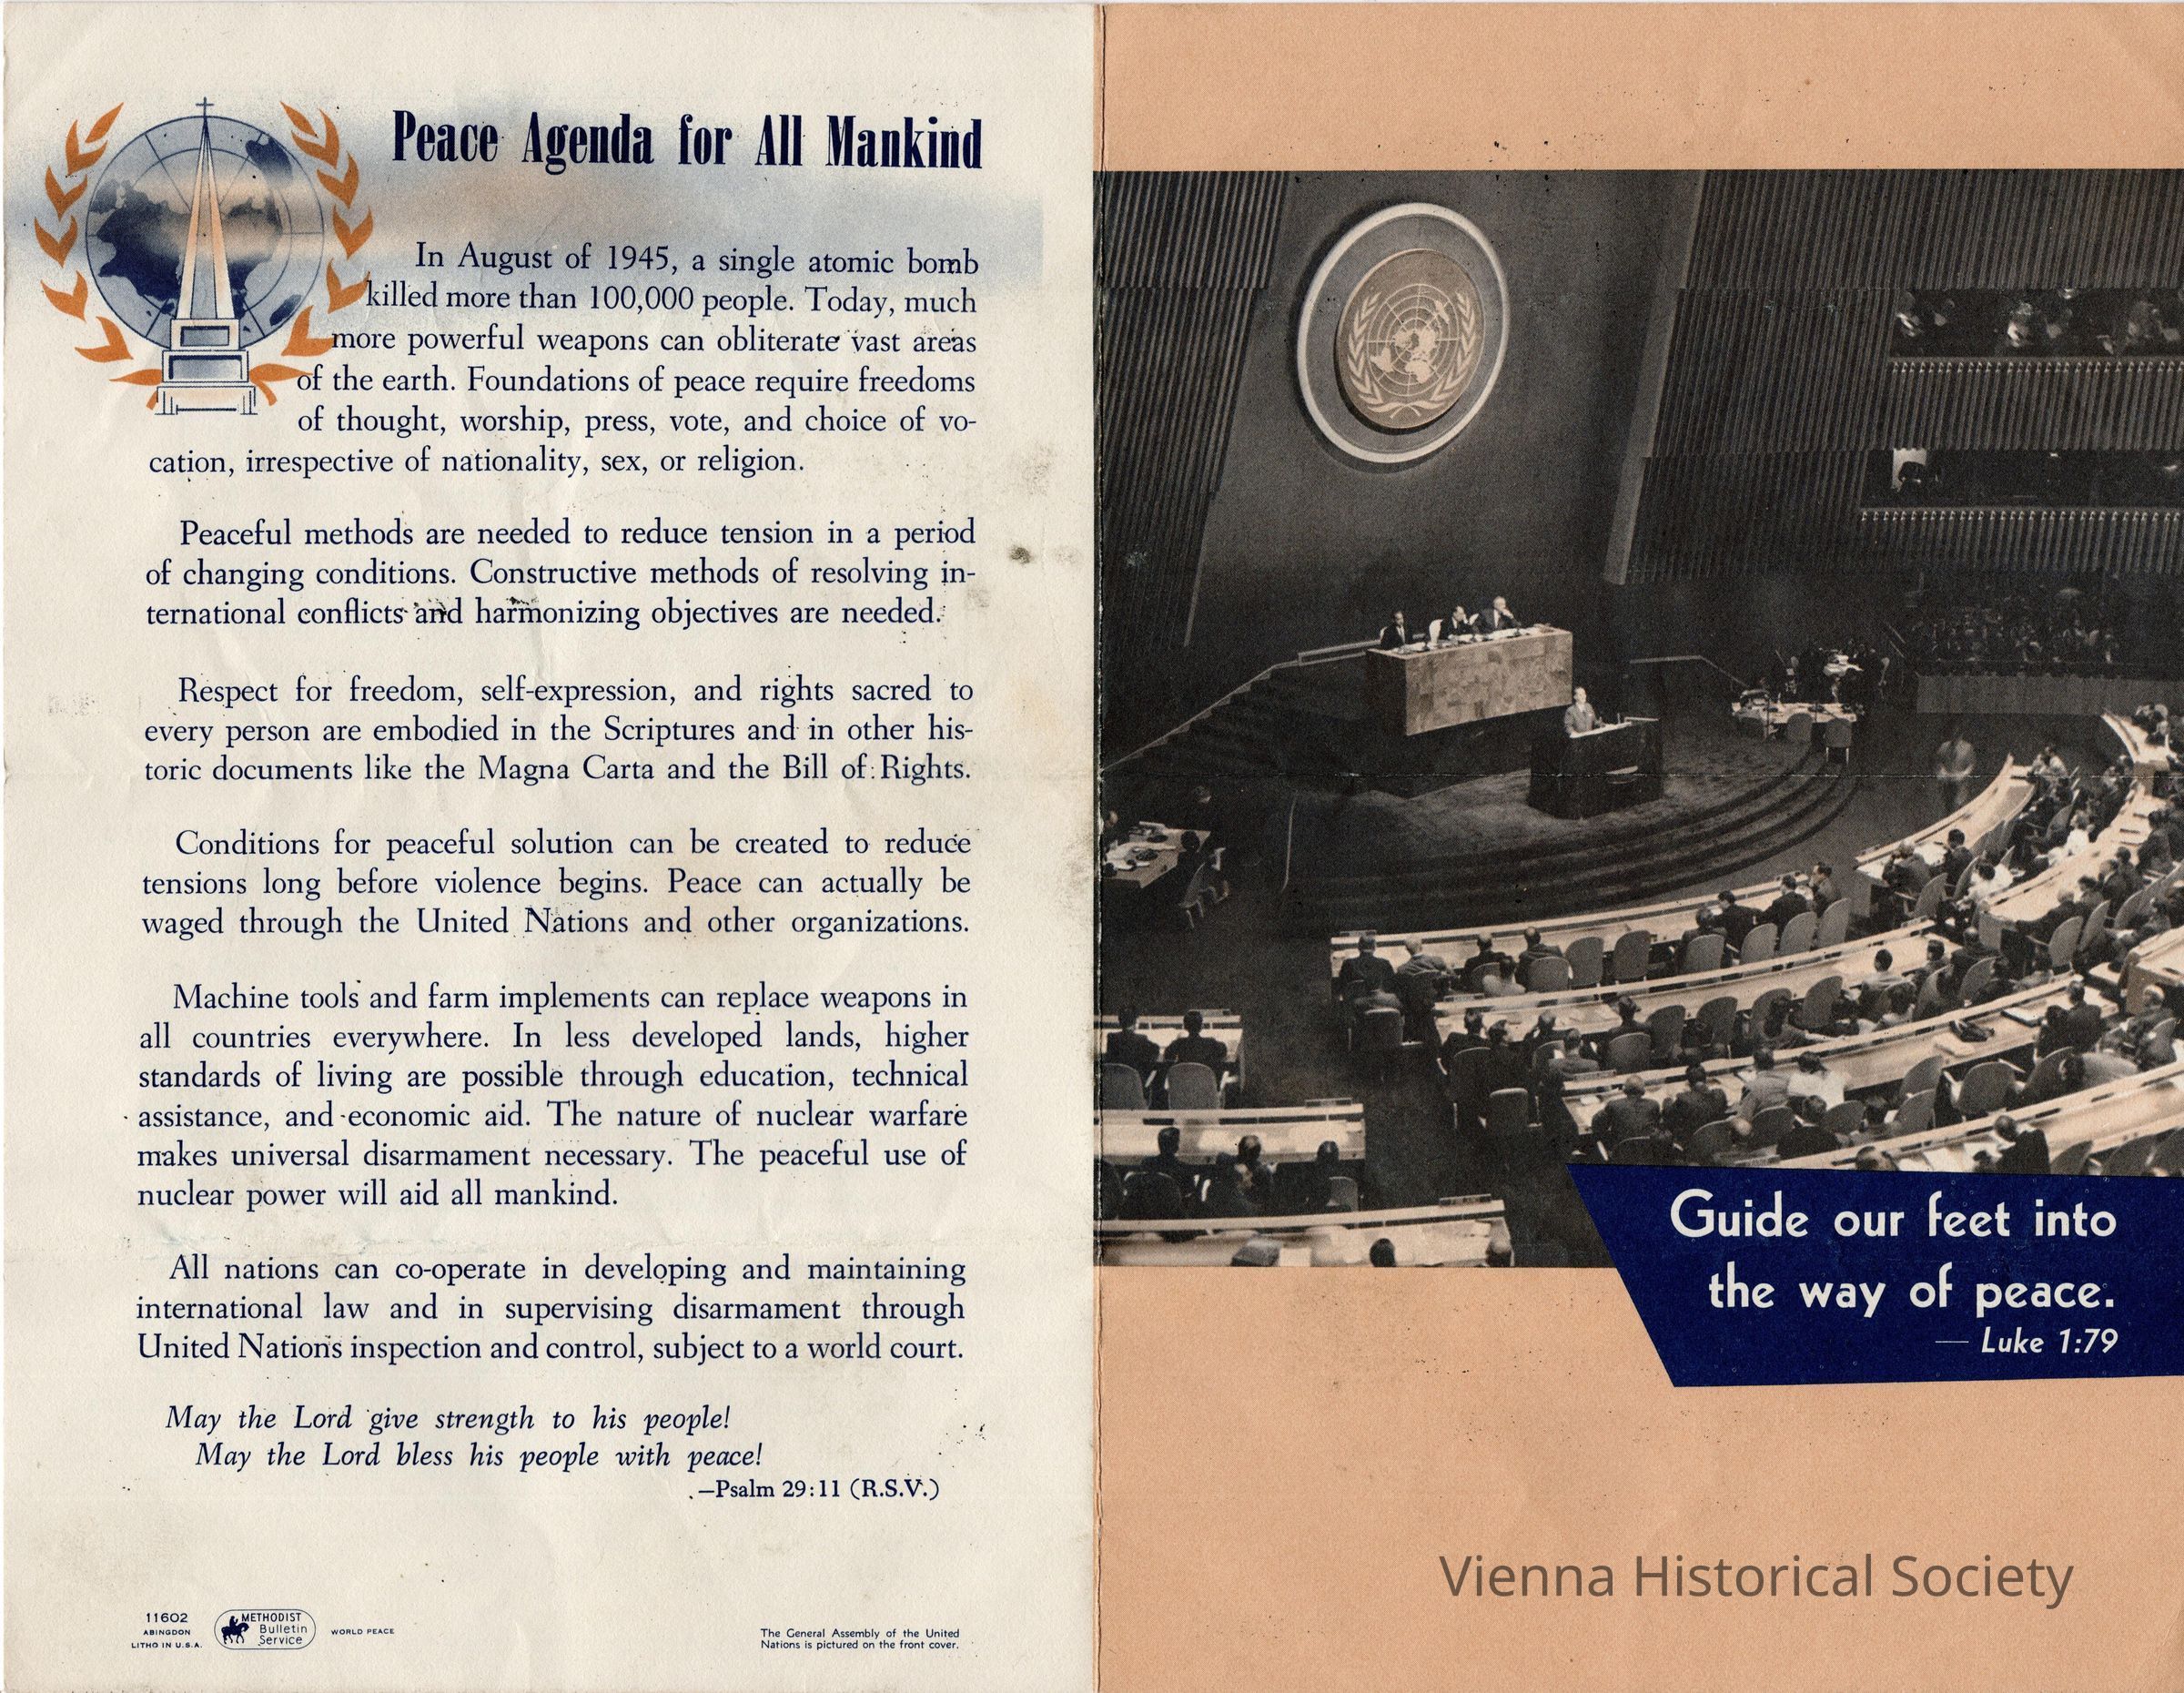 Peace Agenda for All Mankind
In August of 1945, a single atomic bomb
killed more than 100,000 people. Today, much
more powerful weapons can obliterate vast areas
of the earth. Foundations of peace require freedoms
of thought, worship, press, vote, and choice of vo-
cation, irrespective of nationality, sex, or religion.
Peaceful methods are needed to reduce tension in a period
of changing conditions. Constructive methods of resolving in-
ternational conflicts and harmonizing objectives are needed.
Respect for freedom, self-expression, and rights sacred to
every person are embodied in the Scriptures and in other his-
toric documents like the Magna Carta and the Bill of Rights.
Conditions for peaceful solution can be created to reduce
tensions long before violence begins. Peace can actually be
waged through the United Nations and other organizations.
Machine tools and farm implements can replace weapons in
all countries everywhere. In less developed lands, higher
standards of living are possible through education, technical
assistance, and economic aid. The nature of nuclear warfare
makes universal disarmament necessary. The peaceful use of
nuclear power will aid all mankind.
All nations can co-operate in developing and maintaining
international law and in supervising disarmament through
United Nations inspection and control, subject to a world court.
May the Lord give strength to his people!
May the Lord bless his people with peace!
—Psalm 29:11 (R.S.V.)
11602
ABINGDON
LITHO IN U.S.A.
METHODIST
Bulletin
Service
WORLD PEACE
The General Assembly of the United
Nations is pictured on the front cover.
Guide our feet into
the way of peace.
— Luke 1:79
Vienna Historical Society